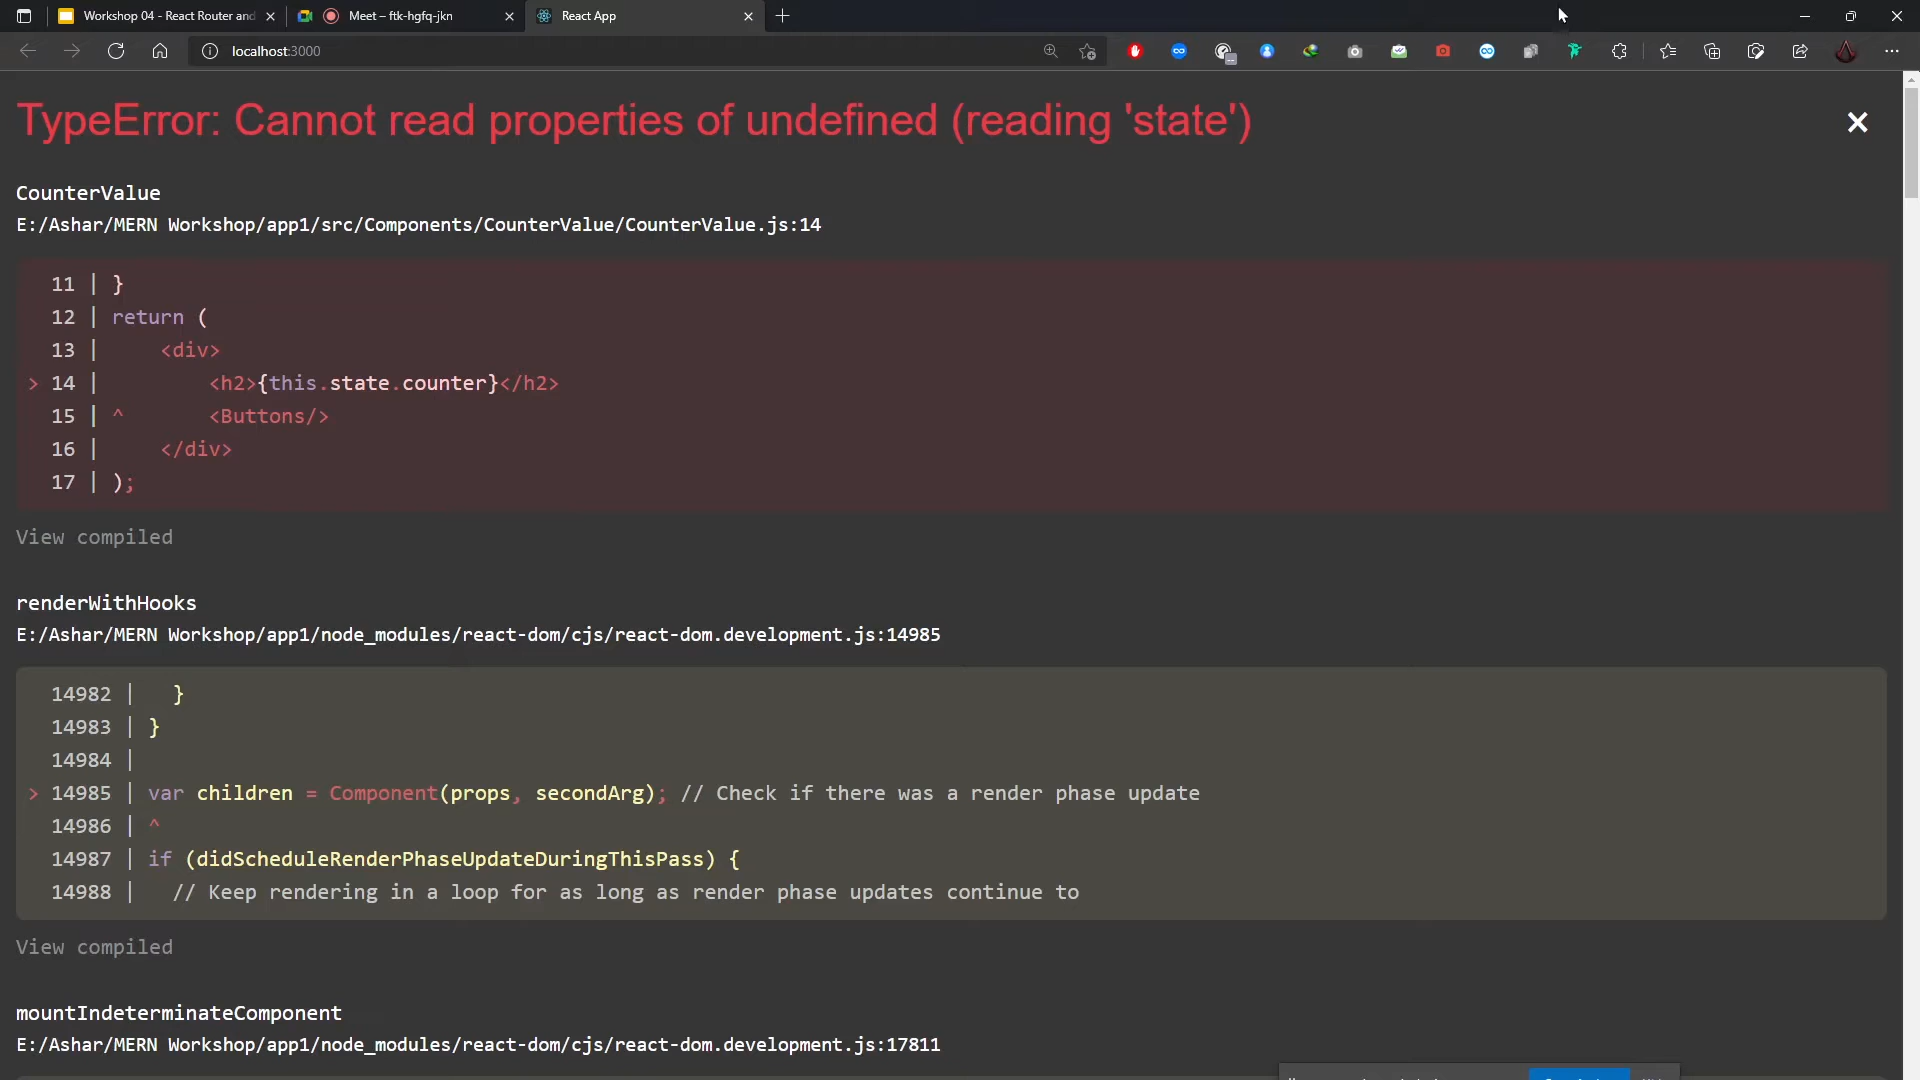 Workshop 04 - React Router and
Meet – ftk-hgfq-jkn
React App
localhost:3000
TypeError: Cannot read properties of undefined (reading 'state')
CounterValue
E:/Ashar/MERN Workshop/app1/src/Components/CounterValue/CounterValue.js:14
11 | }
12 | return (
13 |     <div>
> 14 |         <h2>{this.state.counter}</h2>
15 | ^       <Buttons/>
16 |     </div>
17 | );
View compiled
renderWithHooks
E:/Ashar/MERN Workshop/app1/node_modules/react-dom/cjs/react-dom.development.js:14985
14982 |   }
14983 | }
14984 |
> 14985 | var children = Component(props, secondArg); // Check if there was a render phase update
14986 | ^
14987 | if (didScheduleRenderPhaseUpdateDuringThisPass) {
14988 |   // Keep rendering in a loop for as long as render phase updates continue to
View compiled
mountIndeterminateComponent
E:/Ashar/MERN Workshop/app1/node_modules/react-dom/cjs/react-dom.development.js:17811